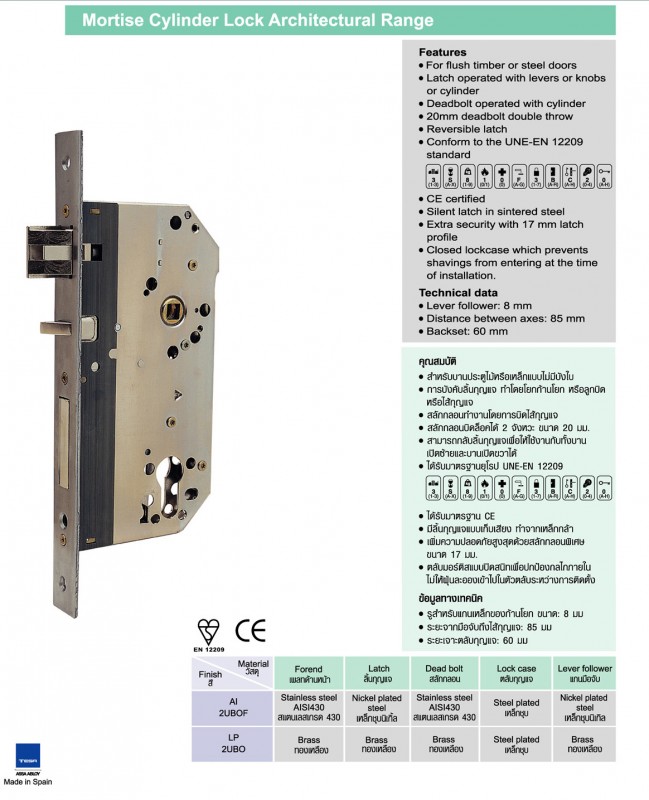 Mortise Cylinder Lock Architectural Range
Features
• For flush timber or steel doors
• Latch operated with levers or knobs
or cylinder
• Deadbolt operated with cylinder
• 20mm deadbolt double throw
• Reversible latch
• Conform to the UNE-EN 12209
standard
3 S 8 1 0 F 3 B C 2 0
(1-3) (A-X) (1-9) (0/1) (0) (A-G) (1-7) (A-H) (A-H) (0-4) (A-H)
• CE certified
• Silent latch in sintered steel
• Extra security with 17 mm latch
profile
• Closed lockcase which prevents
shavings from entering at the time
of installation.
Technical data
• Lever follower: 8 mm
• Distance between axes: 85 mm
• Backset: 60 mm
คุณสมบัติ
• สำหรับบานประตูไม้หรือเหล็กแบบไม่มีบังใบ
• การบังคับลิ้นกุญแจ ทำโดยโยกก้านโยก หรือลูกบิด
หรือไส้กุญแจ
• สลักกลอนทำงานโดยการบิดไส้กุญแจ
• สลักกลอนบิดล็อคได้ 2 จังหวะ ขนาด 20 มม.
• สามารถกลับลิ้นกุญแจเพื่อให้ใช้งานกับทั้งบาน
เปิดซ้ายและบานเปิดขวาได้
• ได้รับมาตรฐานยุโรป UNE-EN 12209
3 S 8 1 0 F 3 B C 2 0
(1-3) (A-X) (1-9) (0/1) (0) (A-G) (1-7) (A-H) (A-H) (0-4) (A-H)
• ได้รับมาตรฐาน CE
• มีลิ้นกุญแจแบบเก็บเสียง ทำจากเหล็กกล้า
• เพิ่มความปลอดภัยสูงสุดด้วยสลักกลอนพิเศษ
ขนาด 17 มม.
• ตลับมอร์ติสแบบปิดสนิทเพื่อปกป้องกลไกภายใน
ไม่ให้ฝุ่นละอองเข้าไปในตัวตลับระหว่างการติดตั้ง
ข้อมูลทางเทคนิค
• รูสำหรับแกนเหล็กของก้านโยก ขนาด: 8 มม
• ระยะจากมือจับถึงไส้กุญแจ: 85 มม
• ระยะเจาะตลับกุญแจ: 60 มม
CE
EN 12209
Material วัสดุ
Finish สี
Forend เพลทด้านหน้า
Latch ลิ้นกุญแจ
Dead bolt สลักกลอน
Lock case ตลับกุญแจ
Lever follower แกนมือจับ
AI 2UBOF
Stainless steel AISI430 สแตนเลสเกรด 430
Nickel plated steel เหล็กชุบนิเกิ้ล
Stainless steel AISI430 สแตนเลสเกรด 430
Steel plated เหล็กชุบ
Nickel plated steel เหล็กชุบนิเกิล
LP 2UBO
Brass ทองเหลือง
Brass ทองเหลือง
Brass ทองเหลือง
Steel plated เหล็กชุบ
Brass ทองเหลือง
TESA
ASSA ABLOY
Made in Spain